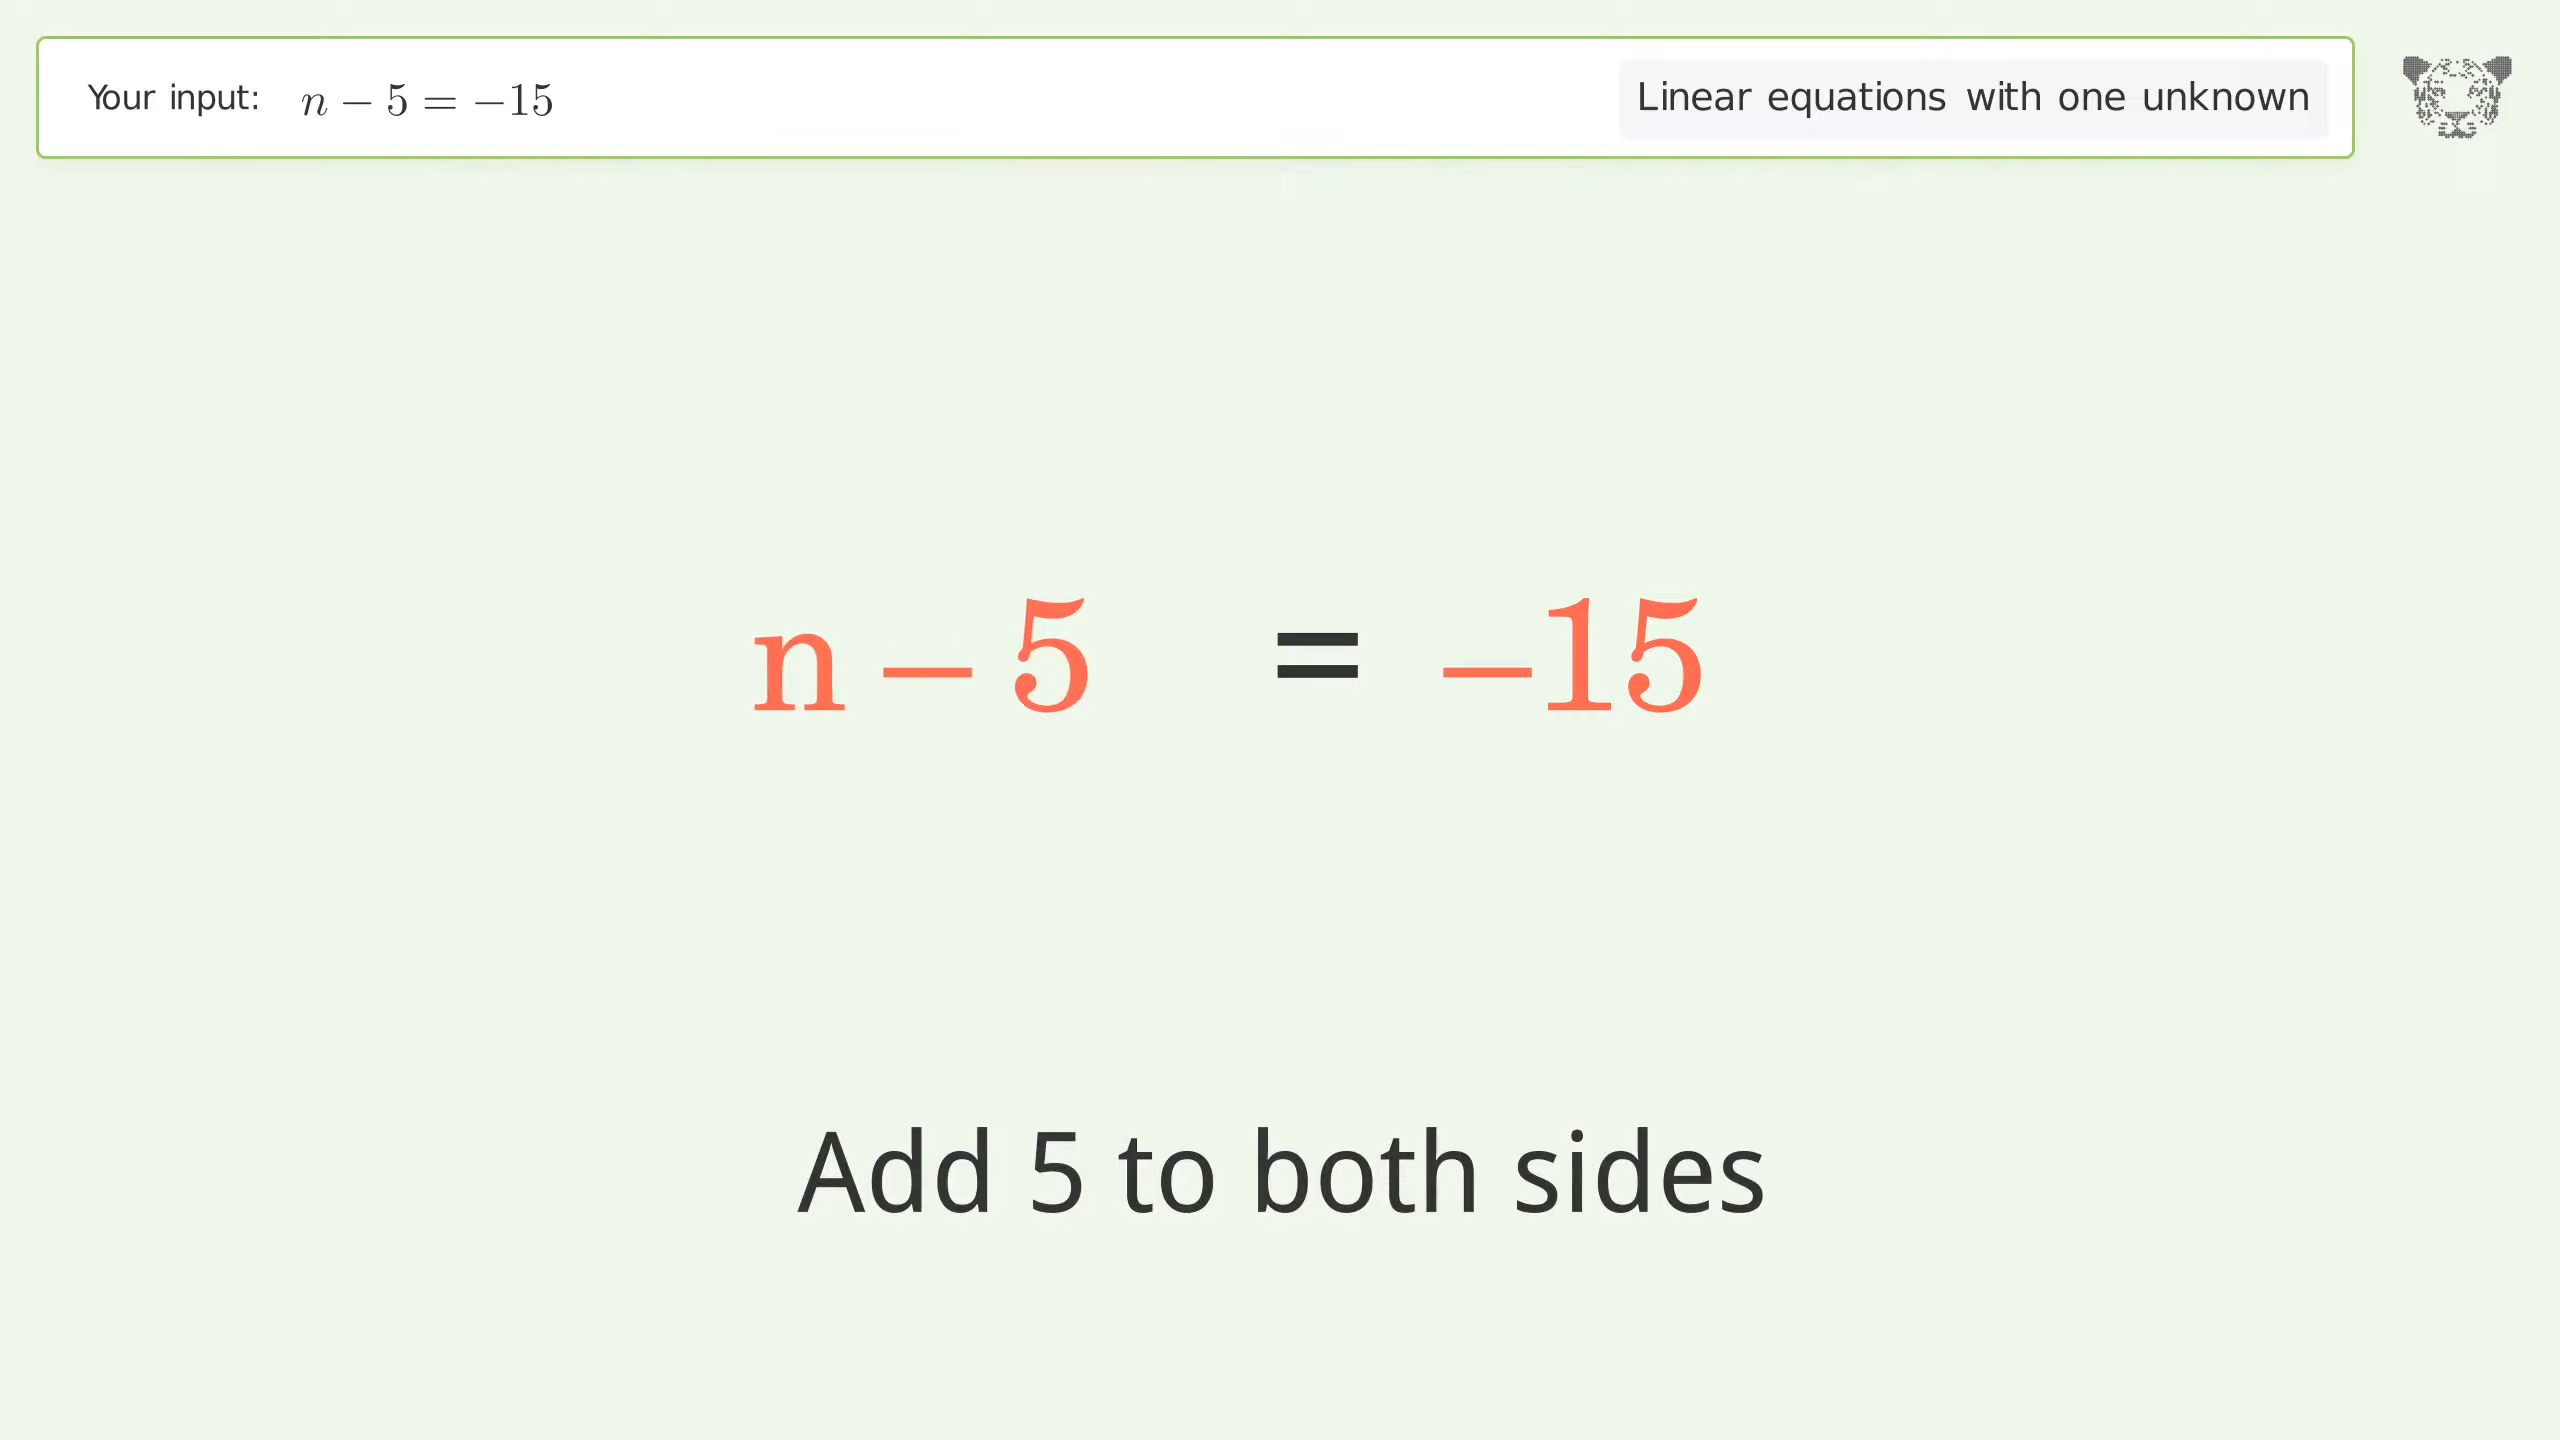 Your input: n − 5 = −15
Linear equations with one unknown
n − 5 = −15
Add 5 to both sides